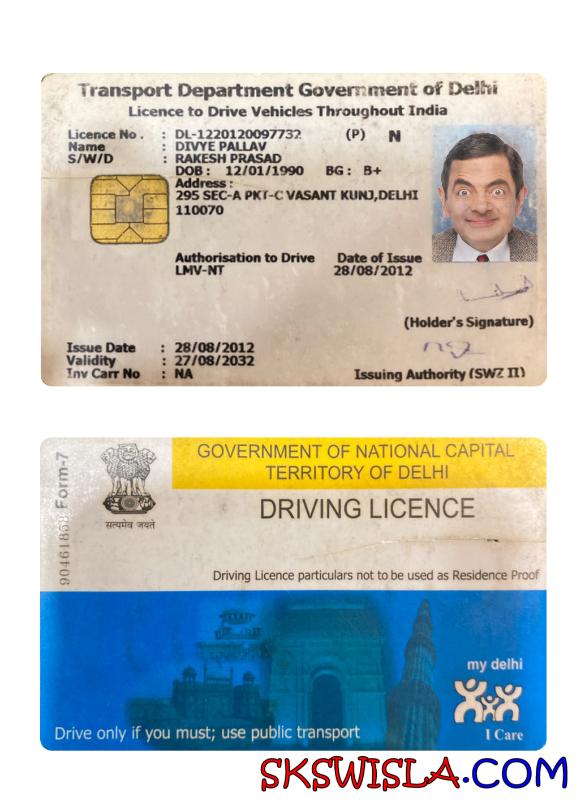 Transport Department Government of Delhi
Licence to Drive Vehicles Throughout India
Licence No. : DL-1220120097732 (P) N
Name : DIVYE PALLAV
S/W/D : RAKESH PRASAD
DOB : 12/01/1990 BG : B+
Address :
295 SEC-A PKT-C VASANT KUNJ,DELHI
110070
Authorisation to Drive Date of Issue
LMV-NT 28/08/2012
(Holder's Signature)
Issue Date : 28/08/2012
Validity : 27/08/2032
Inv Carr No : NA
Issuing Authority (SWZ II)
GOVERNMENT OF NATIONAL CAPITAL
TERRITORY OF DELHI
DRIVING LICENCE
Form-7
सत्यमेव जयते
Driving Licence particulars not to be used as Residence Proof
my delhi
I Care
Drive only if you must; use public transport
SKSWISLA.COM